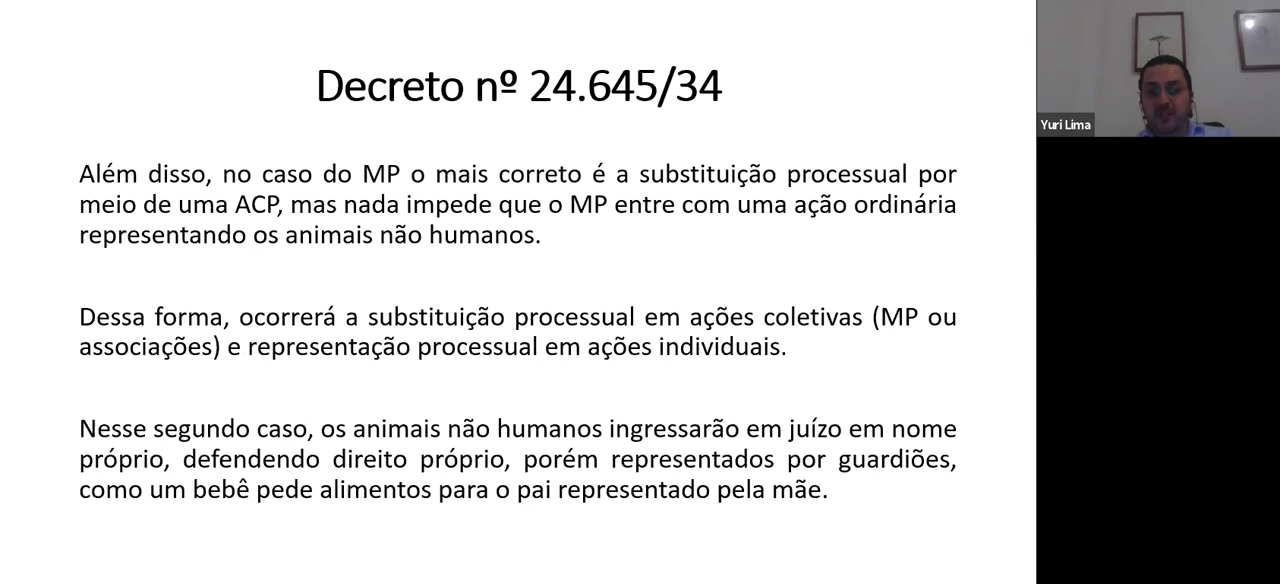 Decreto nº 24.645/34
Além disso, no caso do MP o mais correto é a substituição processual por
meio de uma ACP, mas nada impede que o MP entre com uma ação ordinária
representando os animais não humanos.
Dessa forma, ocorrerá a substituição processual em ações coletivas (MP ou
associações) e representação processual em ações individuais.
Nesse segundo caso, os animais não humanos ingressarão em juízo em nome
próprio, defendendo direito próprio, porém representados por guardiões,
como um bebê pede alimentos para o pai representado pela mãe.
Yuri Lima